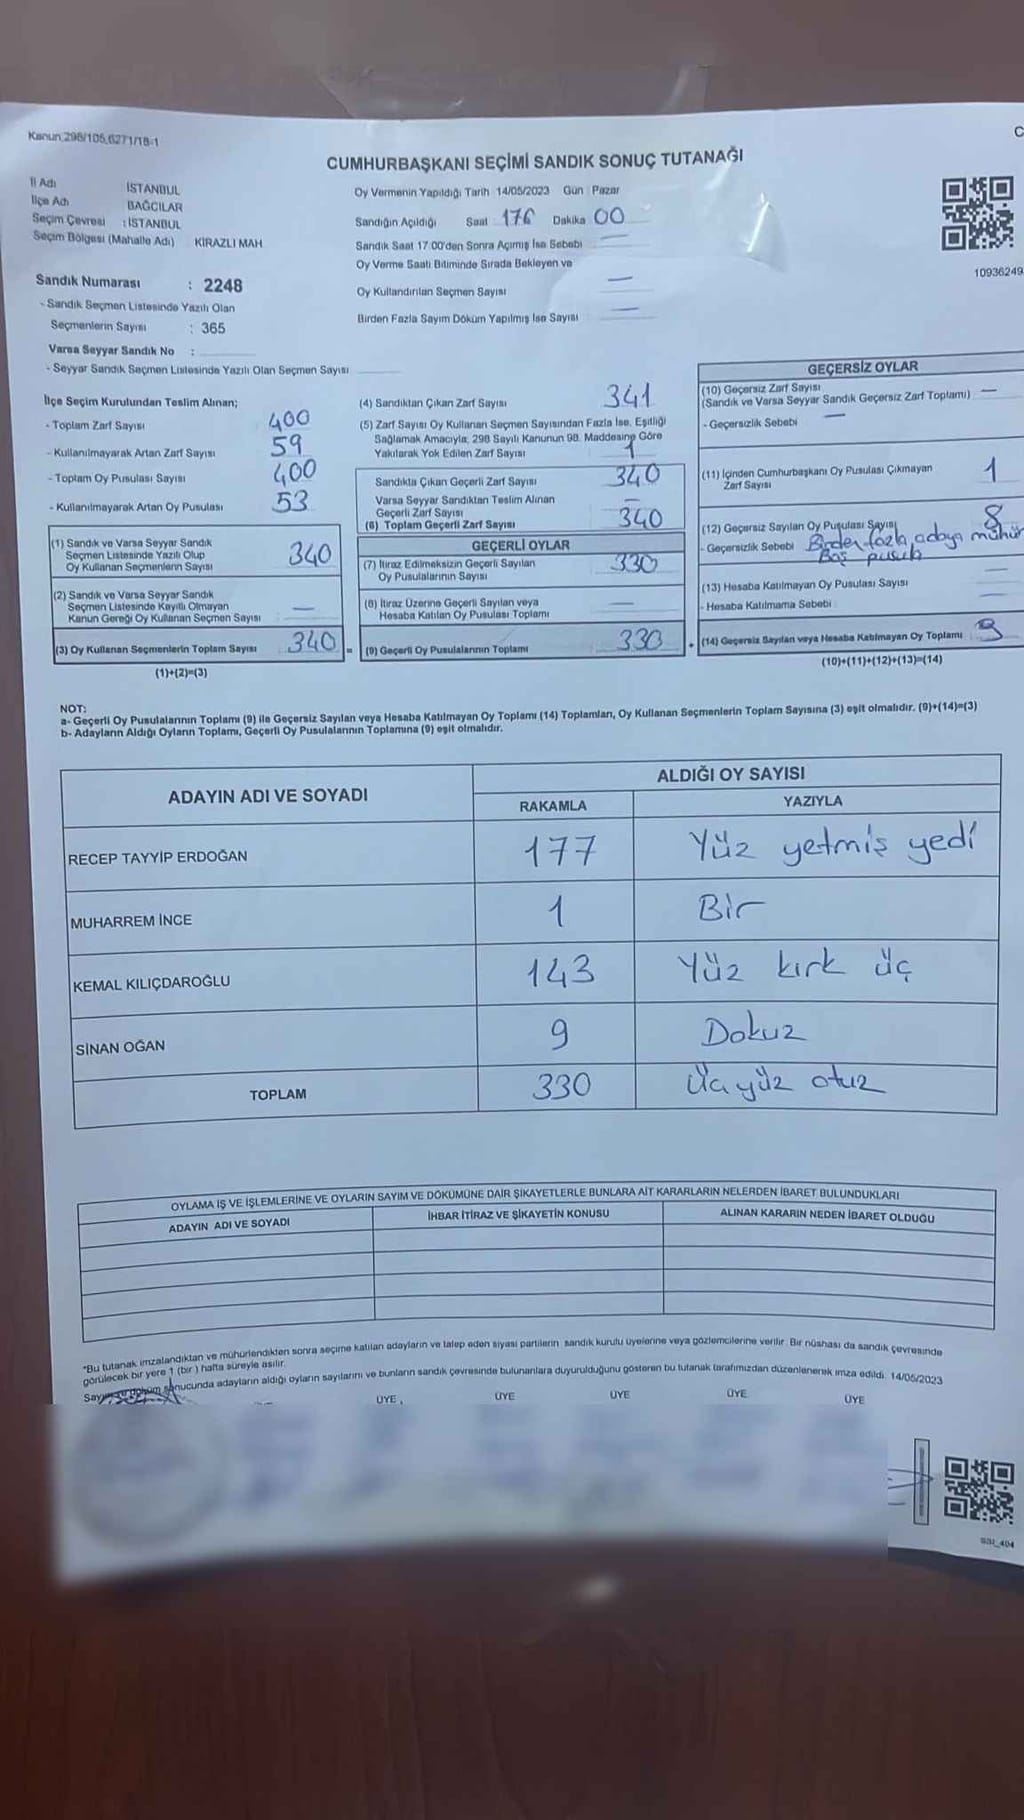 Kanun 298/105,6271/18-1
CUMHURBAŞKANI SEÇİMİ SANDIK SONUÇ TUTANAĞI
İl Adı İSTANBUL
İlçe Adı BAĞCILAR
Seçim Çevresi : İSTANBUL
Seçim Bölgesi (Mahalle Adı) KİRAZLI MAH.
Oy Vermenin Yapıldığı Tarih 14/05/2023 Gün Pazar
Sandığın Açıldığı Saat 176 Dakika 00
Sandık Saat 17:00'den Sonra Açımış İse Sebebi
Oy Verme Saati Bitiminde Sırada Bekleyen ve
Oy Kullandırılan Seçmen Sayısı —
Birden Fazla Sayım Döküm Yapılmış İse Sayısı —
10936249
Sandık Numarası : 2248
- Sandık Seçmen Listesinde Yazılı Olan
Seçmenlerin Sayısı : 365
Varsa Seyyar Sandık No :
- Seyyar Sandık Seçmen Listesinde Yazılı Olan Seçmen Sayısı
İlçe Seçim Kurulundan Teslim Alınan;
- Toplam Zarf Sayısı 400
- Kullanılmayarak Artan Zarf Sayısı 59
- Toplam Oy Pusulası Sayısı 400
- Kullanılmayarak Artan Oy Pusulası 53
(1) Sandık ve Varsa Seyyar Sandık
Seçmen Listesinde Yazılı Olup
Oy Kullanan Seçmenlerin Sayısı 340
(2) Sandık ve Varsa Seyyar Sandık
Seçmen Listesinde Kayıtlı Olmayan
Kanun Gereği Oy Kullanan Seçmen Sayısı —
(3) Oy Kullanan Seçmenlerin Toplam Sayısı 340 =
(1)+(2)=(3)
(4) Sandıktan Çıkan Zarf Sayısı 341
(5) Zarf Sayısı Oy Kullanan Seçmen Sayısından Fazla İse, Eşitliği
Sağlamak Amacıyla, 298 Sayılı Kanunun 98. Maddesine Göre
Yakılarak Yok Edilen Zarf Sayısı 1
Sandıkta Çıkan Geçerli Zarf Sayısı 340
Varsa Seyyar Sandıktan Teslim Alınan
Geçerli Zarf Sayısı —
(6) Toplam Geçerli Zarf Sayısı 340
GEÇERLİ OYLAR
(7) İtiraz Edilmeksizin Geçerli Sayılan
Oy Pusulalarının Sayısı 330
(8) İtiraz Üzerine Geçerli Sayılan veya
Hesaba Katılan Oy Pusulası Toplamı —
(9) Geçerli Oy Pusulalarının Toplamı 330 +
GEÇERSİZ OYLAR
(10) Geçersiz Zarf Sayısı —
(Sandık ve Varsa Seyyar Sandık Geçersiz Zarf Toplamı)
- Geçersizlik Sebebi —
(11) İçinden Cumhurbaşkanı Oy Pusulası Çıkmayan
Zarf Sayısı 1
(12) Geçersiz Sayılan Oy Pusulası Sayısı 8
- Geçersizlik Sebebi Birden fazla adaya mühür
Boş pusula
(13) Hesaba Katılmayan Oy Pusulası Sayısı —
- Hesaba Katılmama Sebebi —
(14) Geçersiz Sayılan veya Hesaba Katılmayan Oy Toplamı 9
(10)+(11)+(12)+(13)=(14)
NOT:
a- Geçerli Oy Pusulalarının Toplamı (9) ile Geçersiz Sayılan veya Hesaba Katılmayan Oy Toplamı (14) Toplamları, Oy Kullanan Seçmenlerin Toplam Sayısına (3) eşit olmalıdır. (9)+(14)=(3)
b- Adayların Aldığı Oyların Toplamı, Geçerli Oy Pusulalarının Toplamına (9) eşit olmalıdır.
ADAYIN ADI VE SOYADI
ALDIĞI OY SAYISI
RAKAMLA YAZIYLA
RECEP TAYYİP ERDOĞAN 177 Yüz yetmiş yedi
MUHARREM İNCE 1 Bir
KEMAL KILIÇDAROĞLU 143 Yüz kırk üç
SİNAN OĞAN 9 Dokuz
TOPLAM 330 Üçyüz otuz
OYLAMA İŞ VE İŞLEMLERİNE VE OYLARIN SAYIM VE DÖKÜMÜNE DAİR ŞİKAYETLERLE BUNLARA AİT KARARLARIN NELERDEN İBARET BULUNDUKLARI
ADAYIN ADI VE SOYADI İHBAR İTİRAZ VE ŞİKAYETİN KONUSU ALINAN KARARIN NEDEN İBARET OLDUĞU
*Bu tutanak imzalandıktan ve mühürlendikten sonra seçime katılan adayların ve talep eden siyasi partilerin sandık kurulu üyelerine veya gözlemcilerine verilir. Bir nüshası da sandık çevresinde
görülecek bir yere 1 (bir) hafta süreyle asılır.
Sayım ve döküm sonucunda adayların aldığı oyların sayılarını ve bunların sandık çevresinde bulunanlara duyurulduğunu gösteren bu tutanak tarafımızdan düzenlenerek imza edildi. 14/05/2023
ÜYE ÜYE ÜYE ÜYE ÜYE